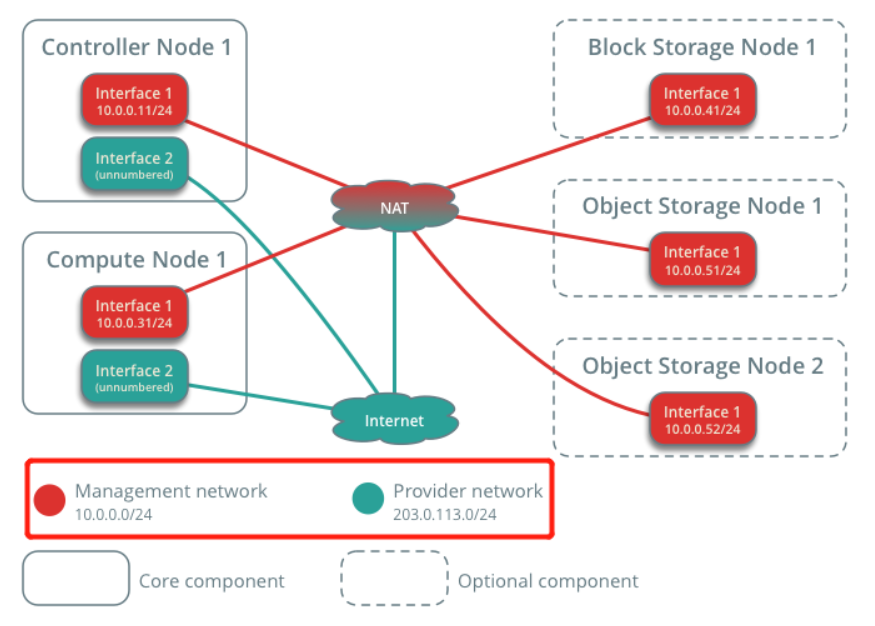 Controller Node 1
Interface 1
10.0.0.11/24
Interface 2
(unnumbered)
Compute Node 1
Interface 1
10.0.0.31/24
Interface 2
(unnumbered)
NAT
Internet
Block Storage Node 1
Interface 1
10.0.0.41/24
Object Storage Node 1
Interface 1
10.0.0.51/24
Object Storage Node 2
Interface 1
10.0.0.52/24
Management network
10.0.0.0/24
Provider network
203.0.113.0/24
Core component
Optional component